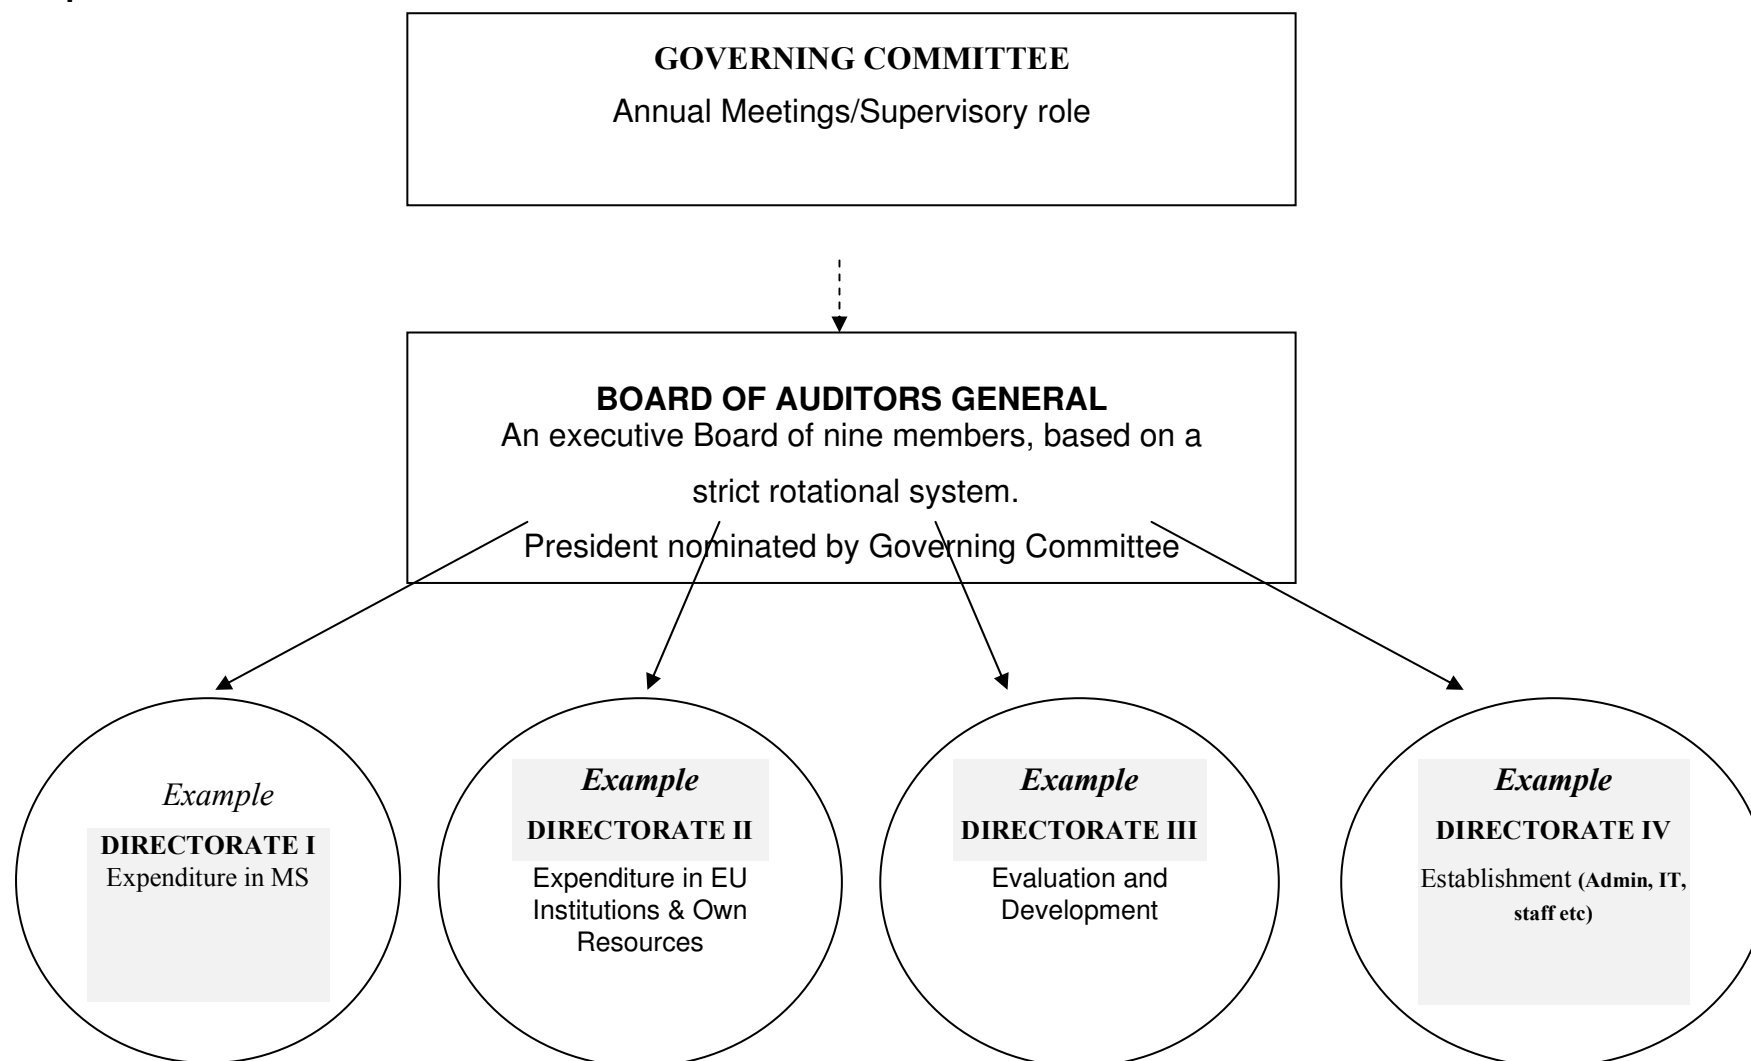 GOVERNING COMMITTEE
Annual Meetings/Supervisory role
BOARD OF AUDITORS GENERAL
An executive Board of nine members, based on a
strict rotational system.
President nominated by Governing Committee
Example
DIRECTORATE I
Expenditure in MS
Example
DIRECTORATE II
Expenditure in EU
Institutions & Own
Resources
Example
DIRECTORATE III
Evaluation and
Development
Example
DIRECTORATE IV
Establishment (Admin, IT,
staff etc)